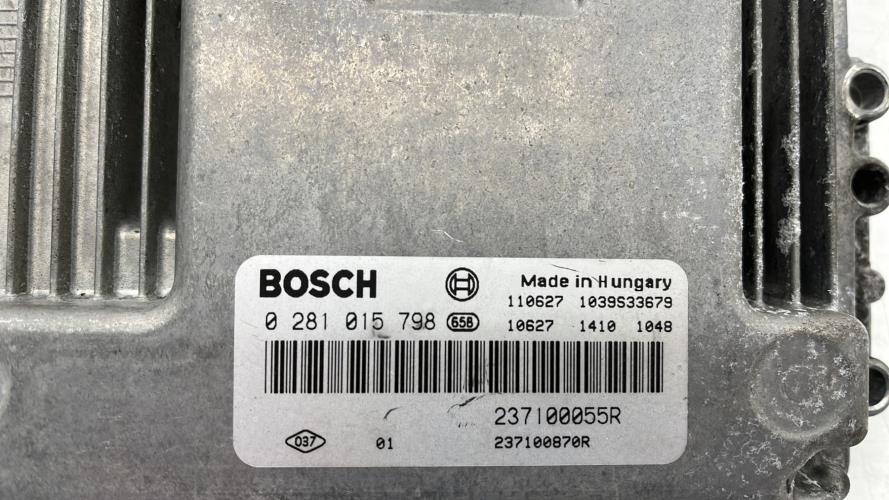 BOSCH
Made in Hungary
110627 1039S33679
0 281 015 798 658
10627 1410 1048
237100055R
037 01 237100870R